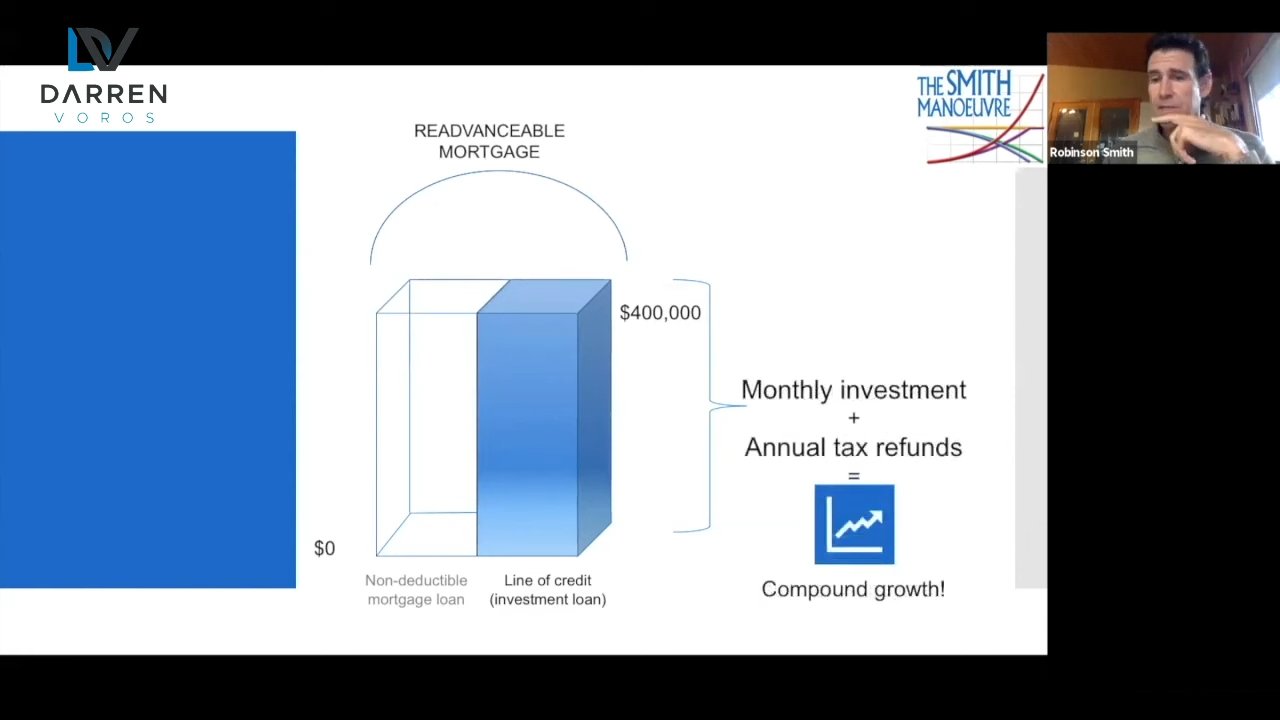 DV
DARREN
VOROS
THE SMITH
MANOEUVRE
Robinson Smith
READVANCEABLE
MORTGAGE
$400,000
Monthly investment
+
Annual tax refunds
=
Compound growth!
$0
Non-deductible
mortgage loan
Line of credit
(investment loan)